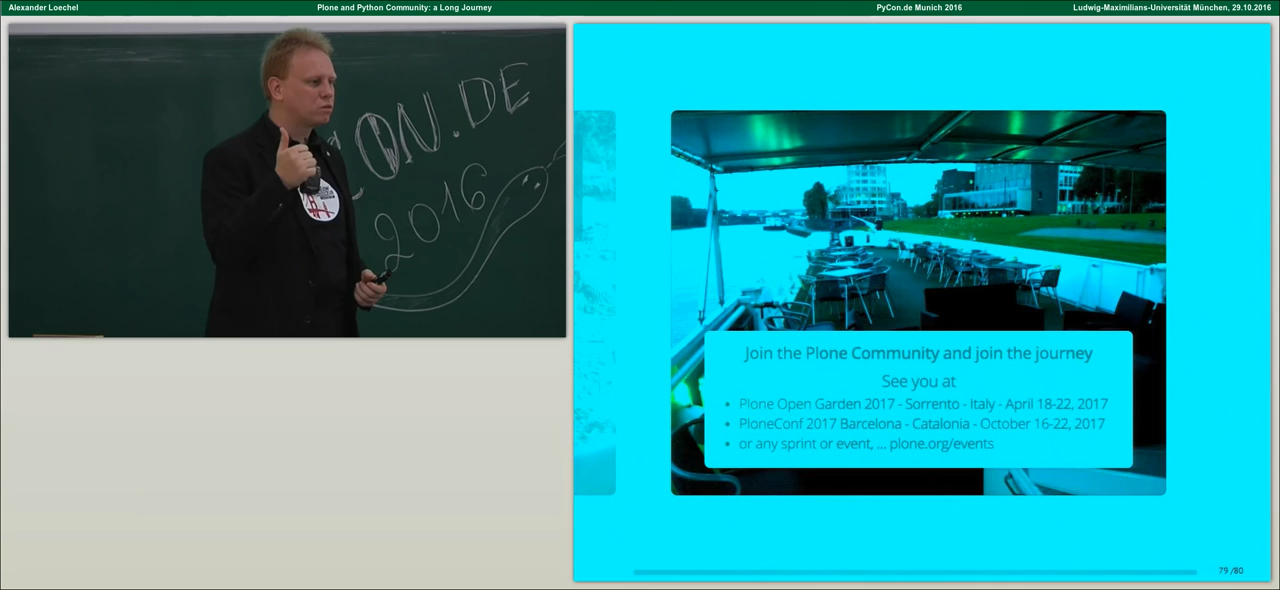 Alexander Loechel
Plone and Python Community: a Long Journey
PyCon.de Munich 2016
Ludwig-Maximilians-Universität München, 29.10.2016
ON.DE
2016
Join the Plone Community and join the journey
See you at
• Plone Open Garden 2017 - Sorrento - Italy - April 18-22, 2017
• PloneConf 2017 Barcelona - Catalonia - October 16-22, 2017
• or any sprint or event, ... plone.org/events
79 /80